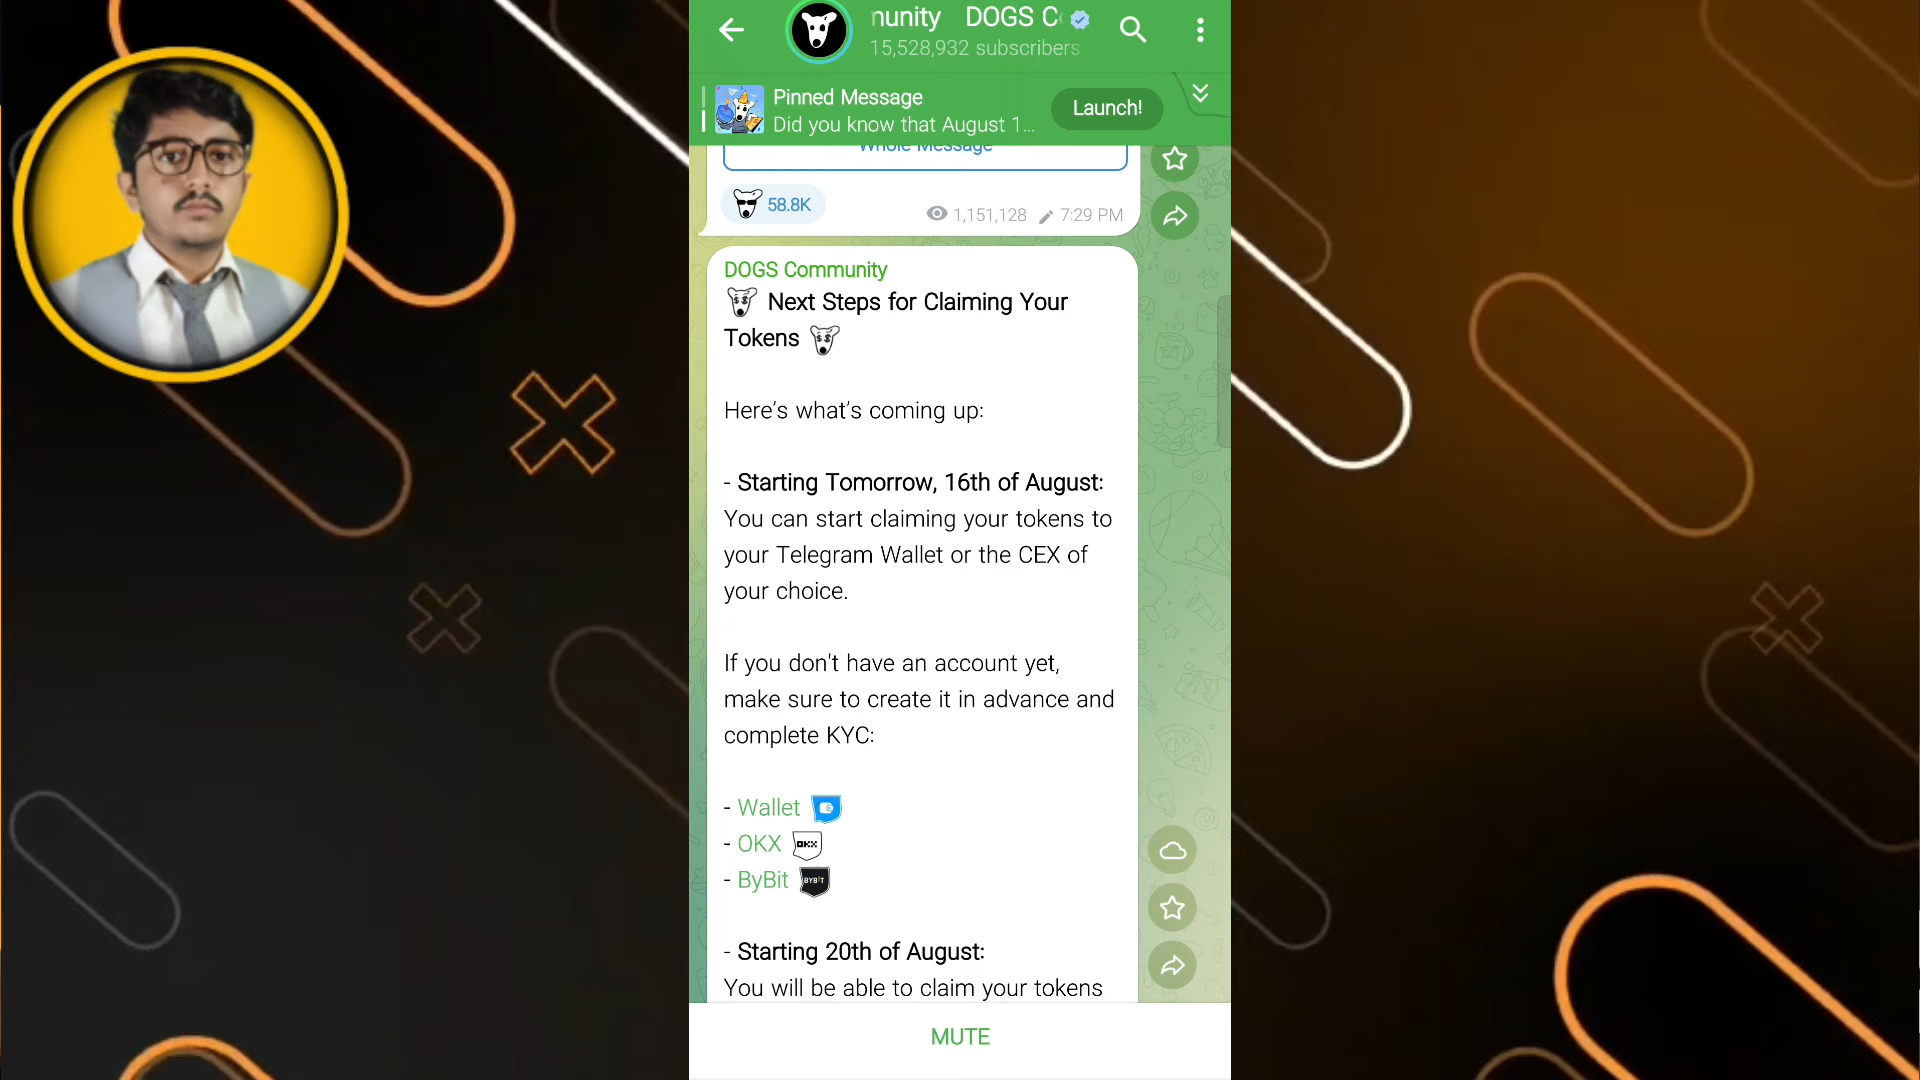 nunity DOGS C
15,528,932 subscribers
Pinned Message
Did you know that August 1...
Launch!
Whole Message
58.8K
1,151,128 7:29 PM
DOGS Community
Next Steps for Claiming Your
Tokens
Here's what's coming up:
- Starting Tomorrow, 16th of August:
You can start claiming your tokens to
your Telegram Wallet or the CEX of
your choice.
If you don't have an account yet,
make sure to create it in advance and
complete KYC:
- Wallet
- OKX OKX
- ByBit BYBIT
- Starting 20th of August:
You will be able to claim your tokens
MUTE